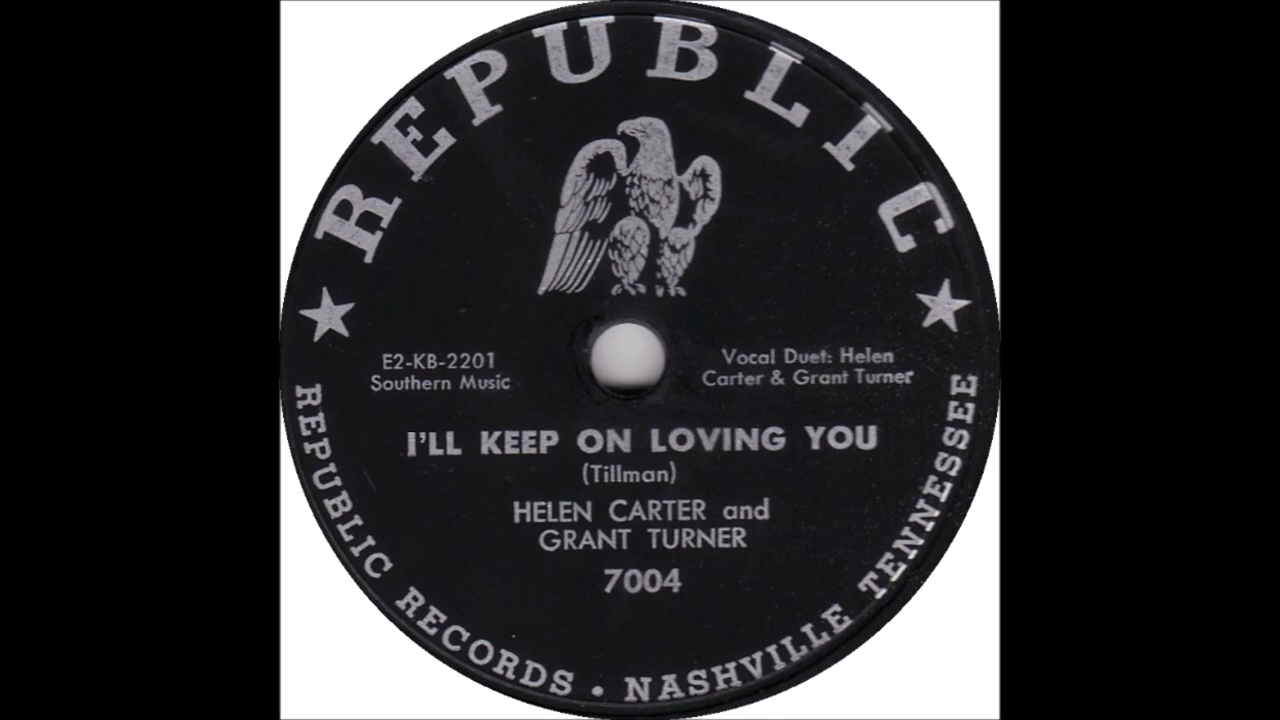 REPUBLIC
E2-KB-2201
Southern Music
Vocal Duet: Helen
Carter & Grant Turner
I'LL KEEP ON LOVING YOU
(Tillman)
HELEN CARTER and
GRANT TURNER
7004
REPUBLIC RECORDS • NASHVILLE TENNESSEE